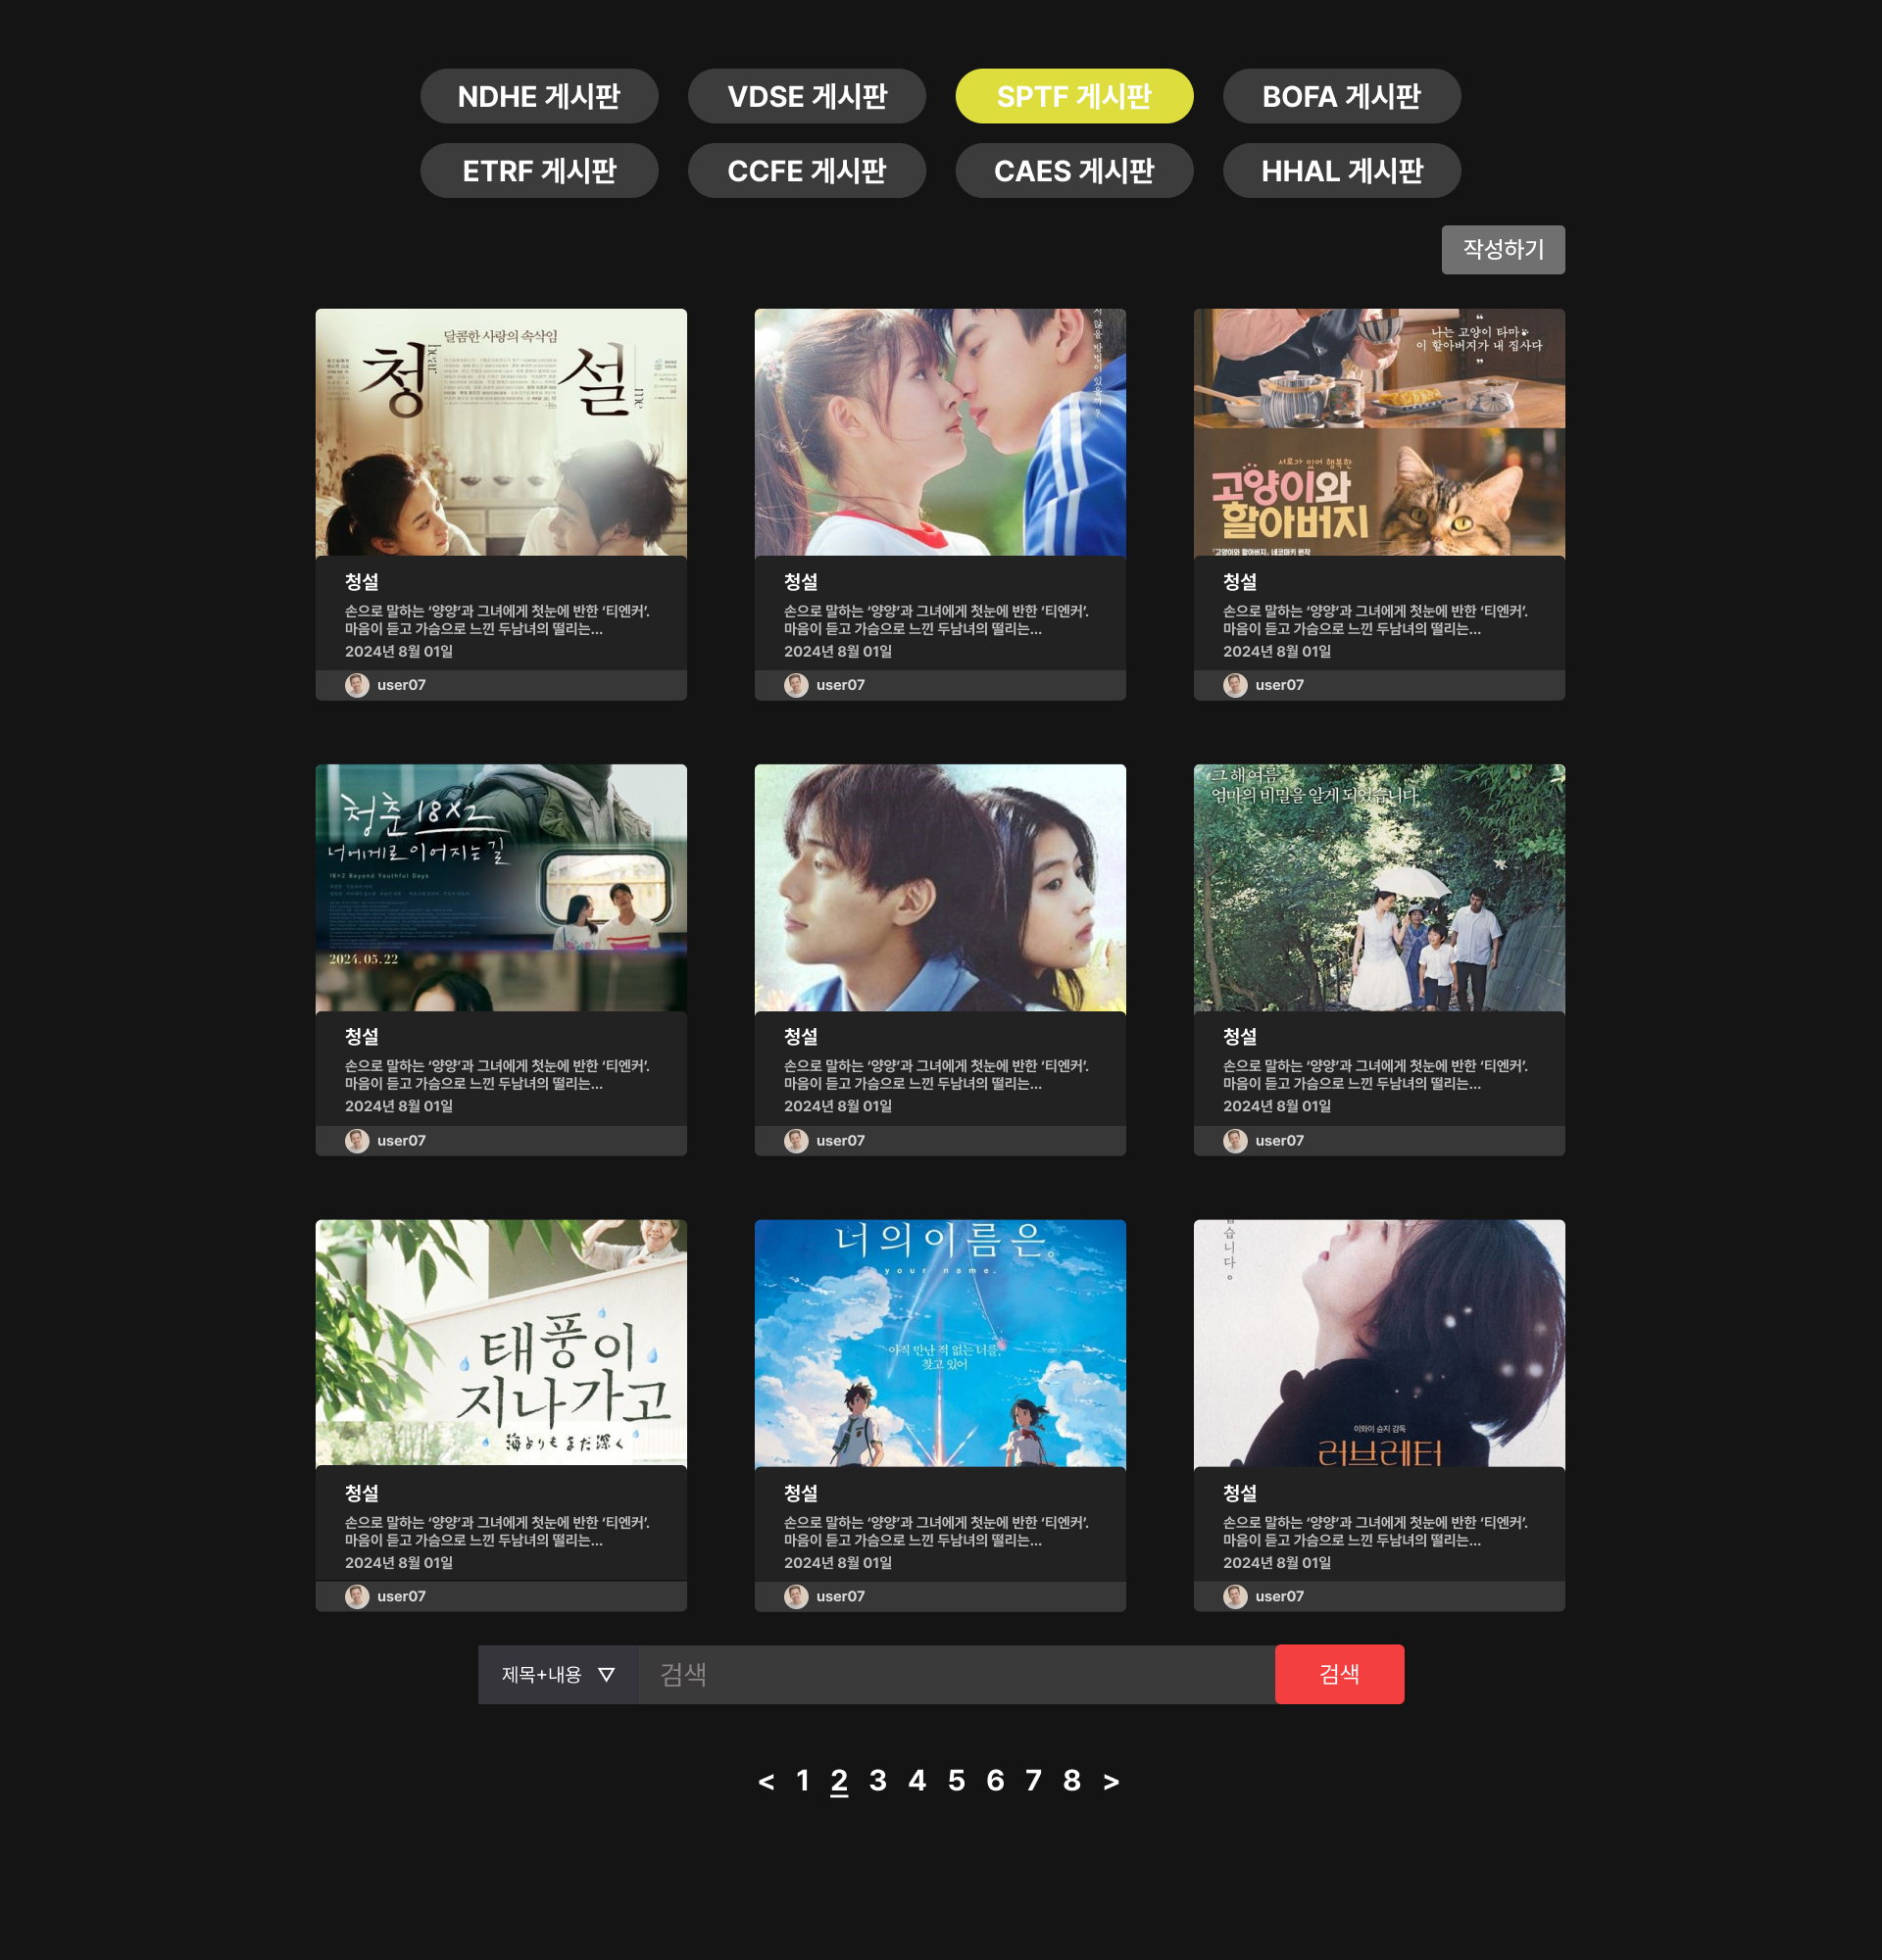 NDHE 게시판
VDSE 게시판
SPTF 게시판
BOFA 게시판
ETRF 게시판
CCFE 게시판
CAES 게시판
HHAL 게시판
작성하기
달콤한 사랑의 속삭임
청설
hear me
지 않을 방법이 있을까?
“
나는 고양이 타마
이 할아버지가 내 집사다
”
서로가 있어 행복한
고양이와
할아버지
『고양이와 할아버지』 네코마키 원작
청설
손으로 말하는 ‘양양’과 그녀에게 첫눈에 반한 ‘티엔커’.
마음이 듣고 가슴으로 느낀 두남녀의 떨리는...
2024년 8월 01일
user07
청설
손으로 말하는 ‘양양’과 그녀에게 첫눈에 반한 ‘티엔커’.
마음이 듣고 가슴으로 느낀 두남녀의 떨리는...
2024년 8월 01일
user07
청설
손으로 말하는 ‘양양’과 그녀에게 첫눈에 반한 ‘티엔커’.
마음이 듣고 가슴으로 느낀 두남녀의 떨리는...
2024년 8월 01일
user07
청춘 18X2
너에게로 이어지는 길
18×2 Beyond Youthful Days
2024.05.22
그 해 여름
엄마의 비밀을 알게 되었습니다
청설
손으로 말하는 ‘양양’과 그녀에게 첫눈에 반한 ‘티엔커’.
마음이 듣고 가슴으로 느낀 두남녀의 떨리는...
2024년 8월 01일
user07
청설
손으로 말하는 ‘양양’과 그녀에게 첫눈에 반한 ‘티엔커’.
마음이 듣고 가슴으로 느낀 두남녀의 떨리는...
2024년 8월 01일
user07
청설
손으로 말하는 ‘양양’과 그녀에게 첫눈에 반한 ‘티엔커’.
마음이 듣고 가슴으로 느낀 두남녀의 떨리는...
2024년 8월 01일
user07
태풍이
지나가고
海よりもまだ深く
너의 이름은。
your name.
아직 만난 적 없는 너를,
찾고 있어
습니다。
이와이 슌지 감독
러브레터
청설
손으로 말하는 ‘양양’과 그녀에게 첫눈에 반한 ‘티엔커’.
마음이 듣고 가슴으로 느낀 두남녀의 떨리는...
2024년 8월 01일
user07
청설
손으로 말하는 ‘양양’과 그녀에게 첫눈에 반한 ‘티엔커’.
마음이 듣고 가슴으로 느낀 두남녀의 떨리는...
2024년 8월 01일
user07
청설
손으로 말하는 ‘양양’과 그녀에게 첫눈에 반한 ‘티엔커’.
마음이 듣고 가슴으로 느낀 두남녀의 떨리는...
2024년 8월 01일
user07
제목+내용 ▽
검색
검색
< 1 2 3 4 5 6 7 8 >